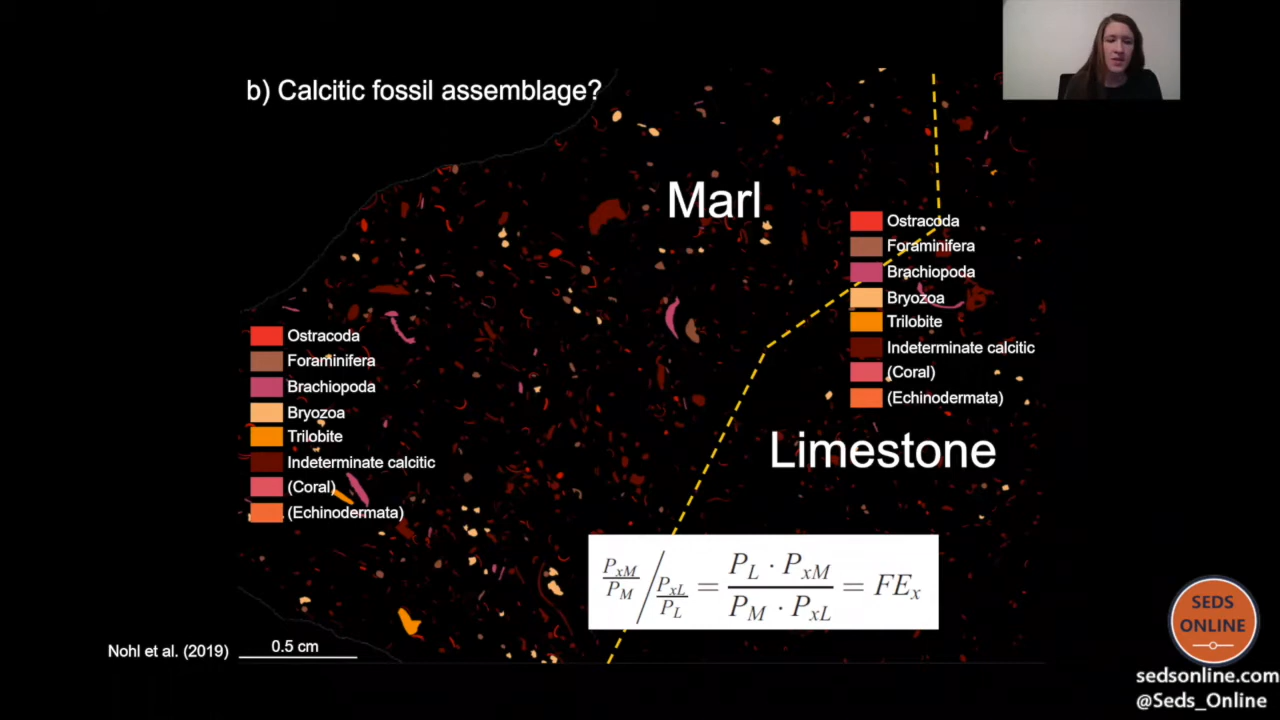 b) Calcitic fossil assemblage?
Marl
Ostracoda
Foraminifera
Brachiopoda
Bryozoa
Trilobite
Indeterminate calcitic
(Coral)
(Echinodermata)
Ostracoda
Foraminifera
Brachiopoda
Bryozoa
Trilobite
Indeterminate calcitic
(Coral)
(Echinodermata)
Limestone
P_xM/P_M / P_xL/P_L = P_L · P_xM / P_M · P_xL = FE_x
Nohl et al. (2019)
0.5 cm
SEDS
ONLINE
sedsonline.com
@Seds_Online